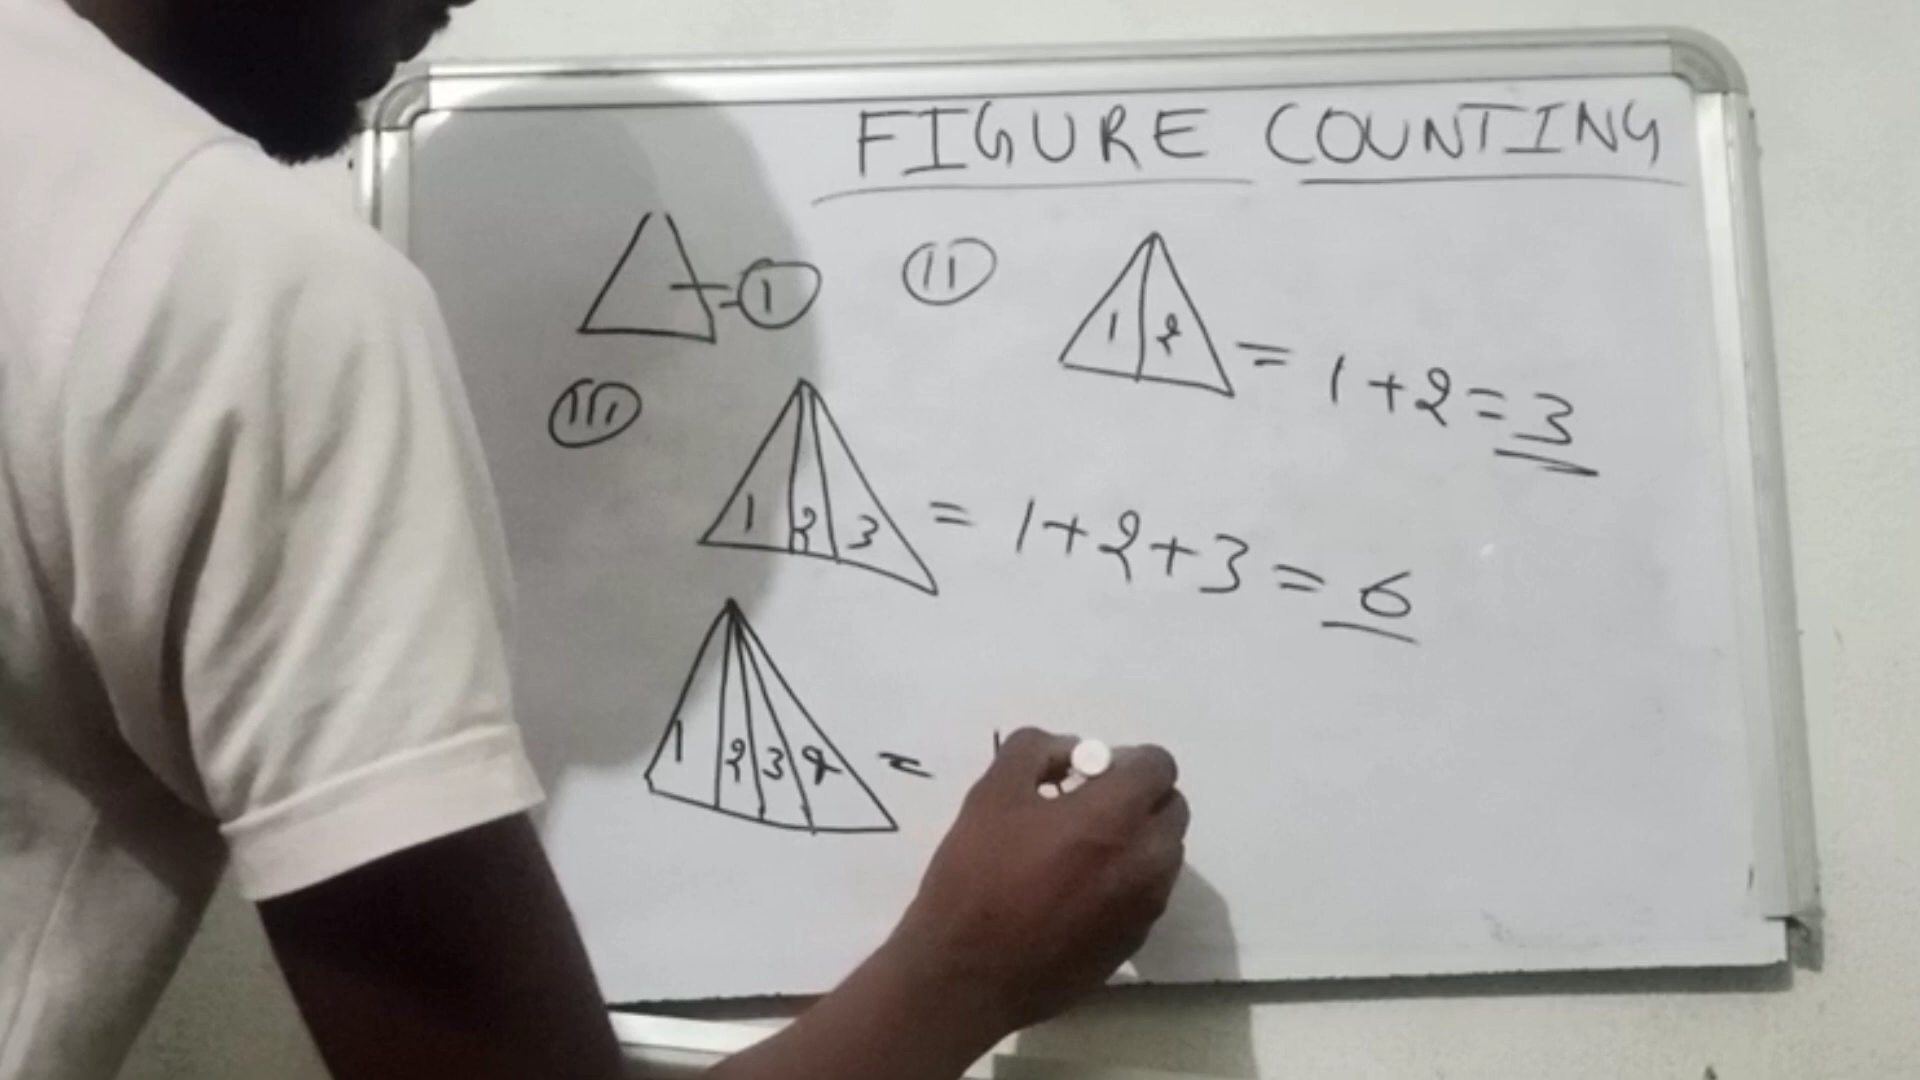 FIGURE COUNTING
= 1
II
1 2 = 1+2 = 3
III
1 2 3 = 1+2+3 = 6
1 2 3 4 =